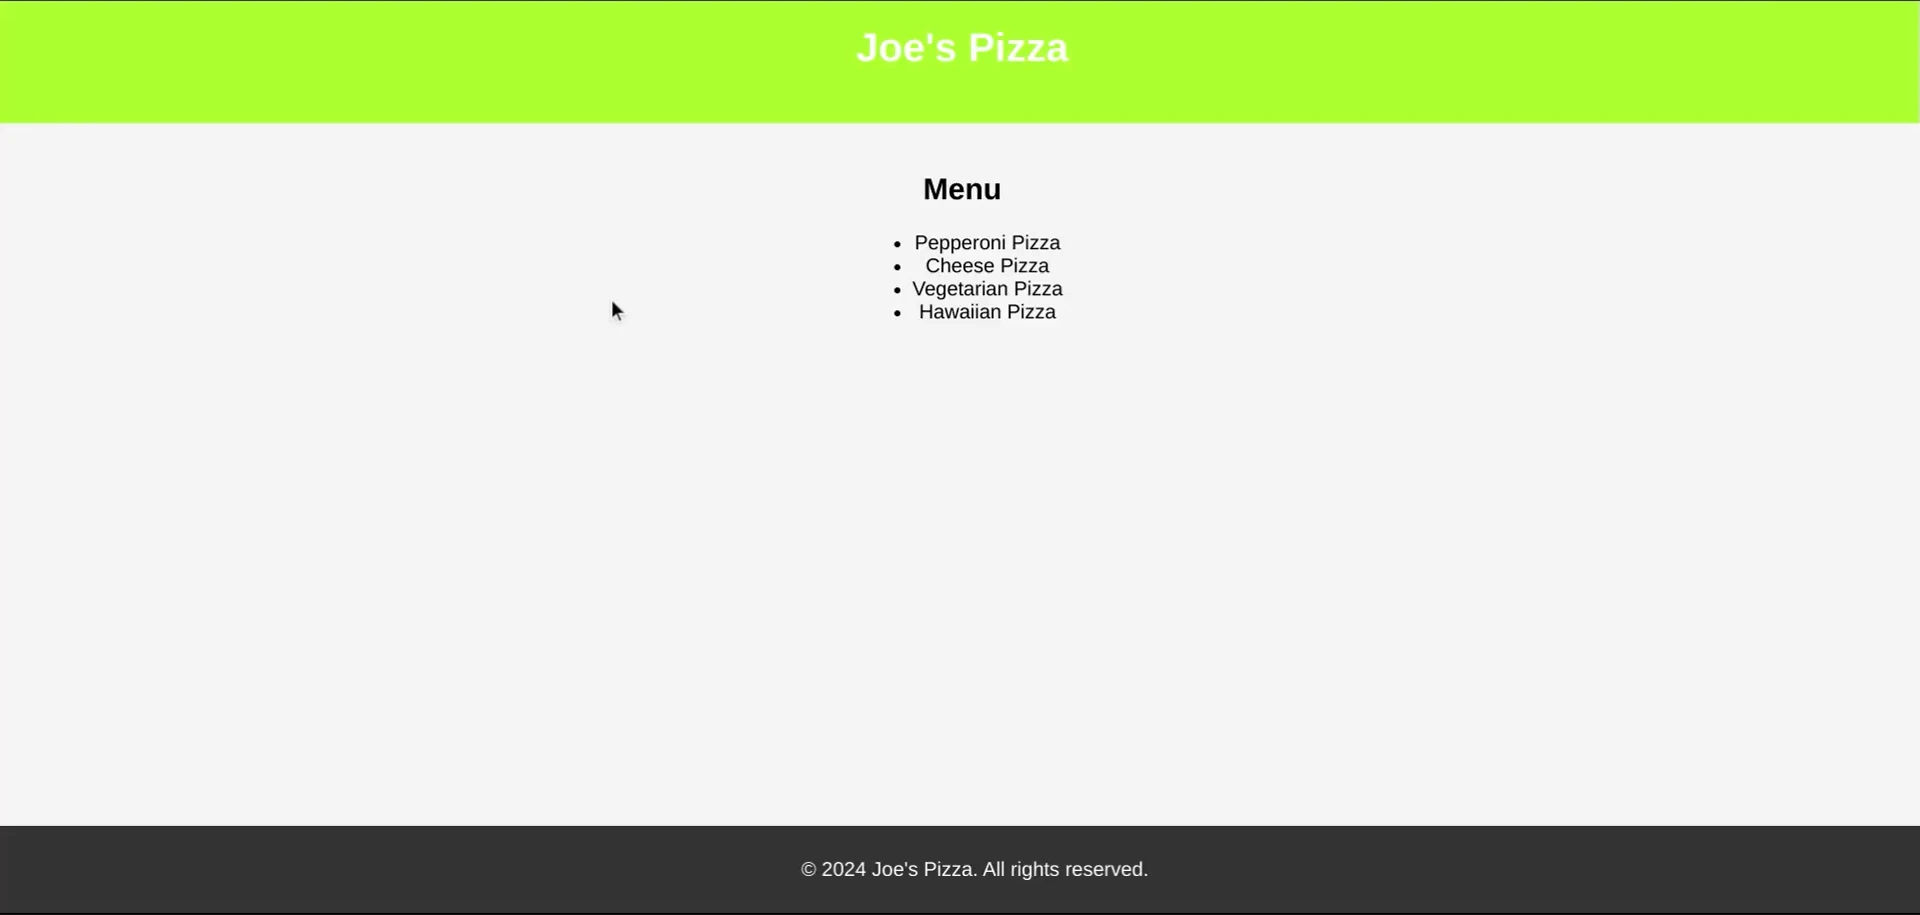 Joe's Pizza
Menu
• Pepperoni Pizza
• Cheese Pizza
• Vegetarian Pizza
• Hawaiian Pizza
© 2024 Joe's Pizza. All rights reserved.